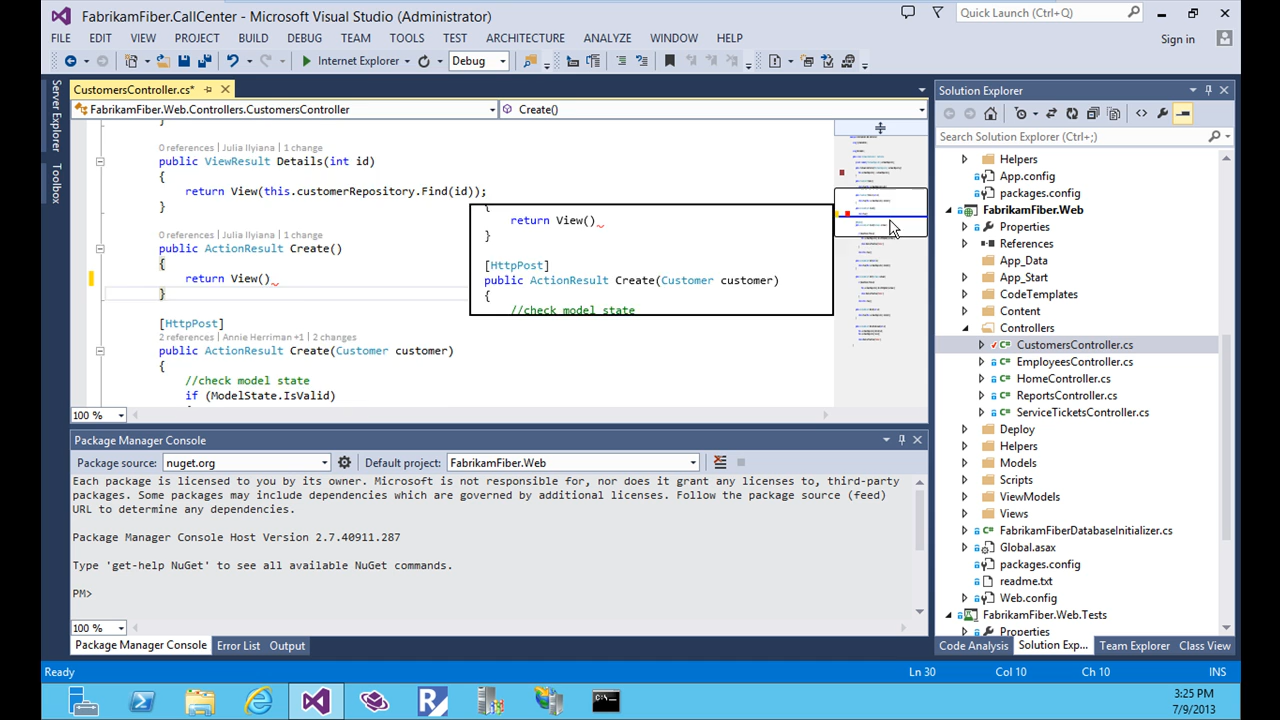 FabrikamFiber.CallCenter - Microsoft Visual Studio (Administrator)
Quick Launch (Ctrl+Q)
FILE EDIT VIEW PROJECT BUILD DEBUG TEAM TOOLS TEST ARCHITECTURE ANALYZE WINDOW HELP
Sign in
Internet Explorer
Debug
Server Explorer
Toolbox
CustomersController.cs*
FabrikamFiber.Web.Controllers.CustomersController
Create()
}
0 references | Julia Ilyiana | 1 change
public ViewResult Details(int id)
{
return View(this.customerRepository.Find(id));
}
0 references | Julia Ilyiana | 1 change
public ActionResult Create()
{
return View()
}
[HttpPost]
references | Annie Herriman +1 | 2 changes
public ActionResult Create(Customer customer)
{
//check model state
if (ModelState.IsValid)
{
return View()
}
[HttpPost]
public ActionResult Create(Customer customer)
{
//check model state
100 %
Package Manager Console
Package source: nuget.org
Default project: FabrikamFiber.Web
Each package is licensed to you by its owner. Microsoft is not responsible for, nor does it grant any licenses to, third-party
packages. Some packages may include dependencies which are governed by additional licenses. Follow the package source (feed)
URL to determine any dependencies.
Package Manager Console Host Version 2.7.40911.287
Type 'get-help NuGet' to see all available NuGet commands.
PM>
100 %
Package Manager Console
Error List
Output
Solution Explorer
Search Solution Explorer (Ctrl+;)
Helpers
App.config
packages.config
FabrikamFiber.Web
Properties
References
App_Data
App_Start
CodeTemplates
Content
Controllers
CustomersController.cs
EmployeesController.cs
HomeController.cs
ReportsController.cs
ServiceTicketsController.cs
Deploy
Helpers
Models
Scripts
ViewModels
Views
FabrikamFiberDatabaseInitializer.cs
Global.asax
packages.config
readme.txt
Web.config
FabrikamFiber.Web.Tests
Properties
Code Analysis
Solution Exp...
Team Explorer
Class View
Ready
Ln 30
Col 10
Ch 10
INS
3:25 PM
7/9/2013